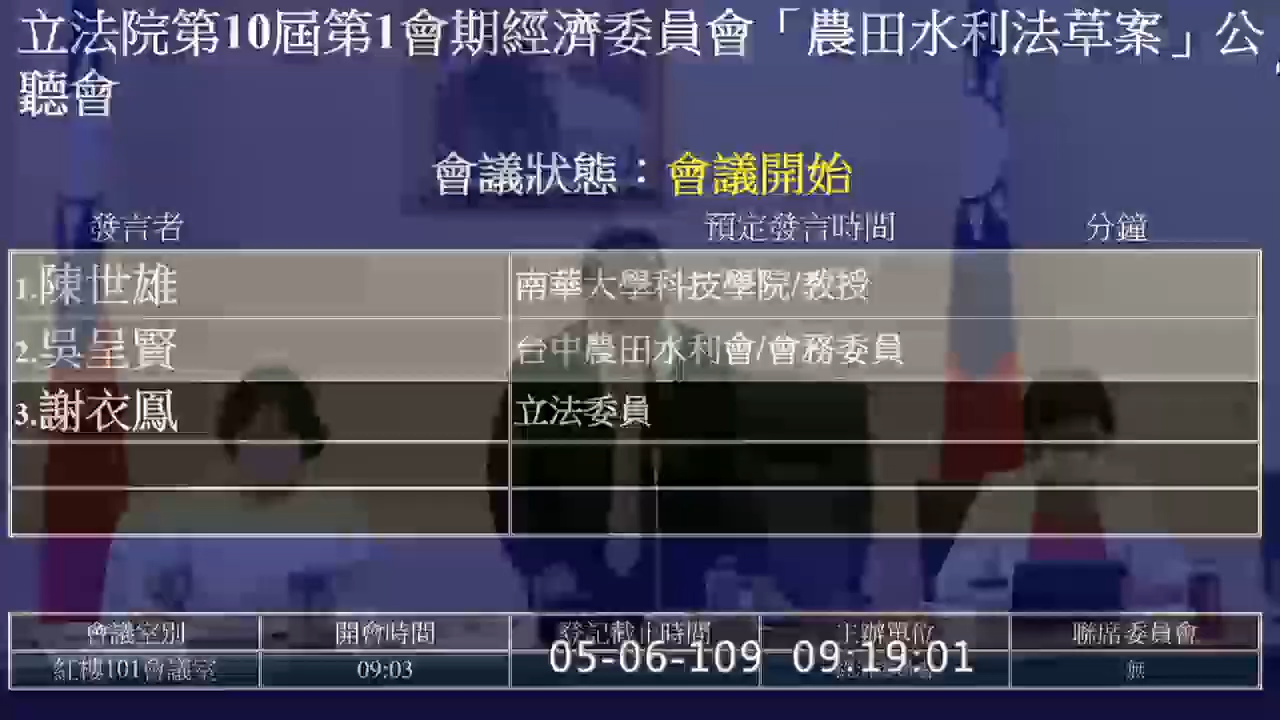 立法院第10屆第1會期經濟委員會「農田水利法草案」公
聽會
會議狀態：會議開始
發言者 預定發言時間 分鐘
1.陳世雄 南華大學科技學院/教授
2.吳呈賢 台中農田水利會/會務委員
3.謝衣鳳 立法委員
會議室別 開會時間 登記截止時間 主辦單位 聯席委員會
紅樓101會議室 09:03 無
05-06-109 09:19:01